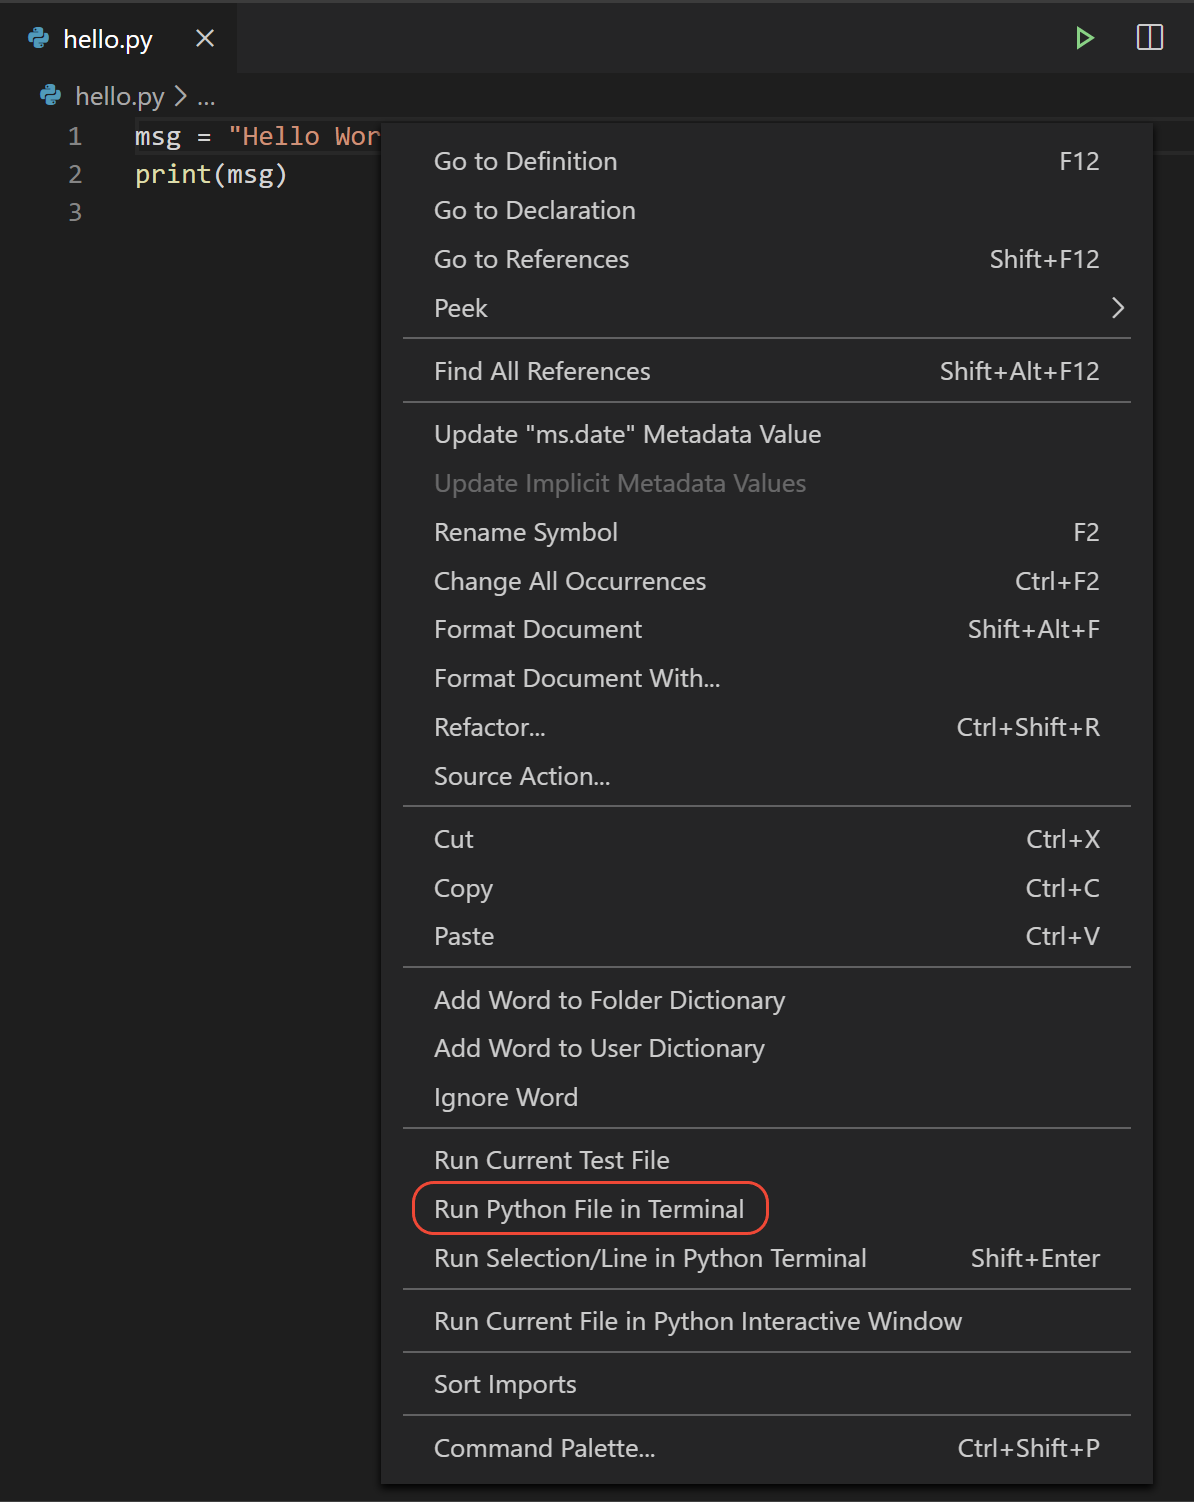 hello.py
hello.py > ...
1 msg = "Hello Wor
2 print(msg)
3
Go to Definition F12
Go to Declaration
Go to References Shift+F12
Peek
Find All References Shift+Alt+F12
Update "ms.date" Metadata Value
Update Implicit Metadata Values
Rename Symbol F2
Change All Occurrences Ctrl+F2
Format Document Shift+Alt+F
Format Document With...
Refactor... Ctrl+Shift+R
Source Action...
Cut Ctrl+X
Copy Ctrl+C
Paste Ctrl+V
Add Word to Folder Dictionary
Add Word to User Dictionary
Ignore Word
Run Current Test File
Run Python File in Terminal
Run Selection/Line in Python Terminal Shift+Enter
Run Current File in Python Interactive Window
Sort Imports
Command Palette... Ctrl+Shift+P